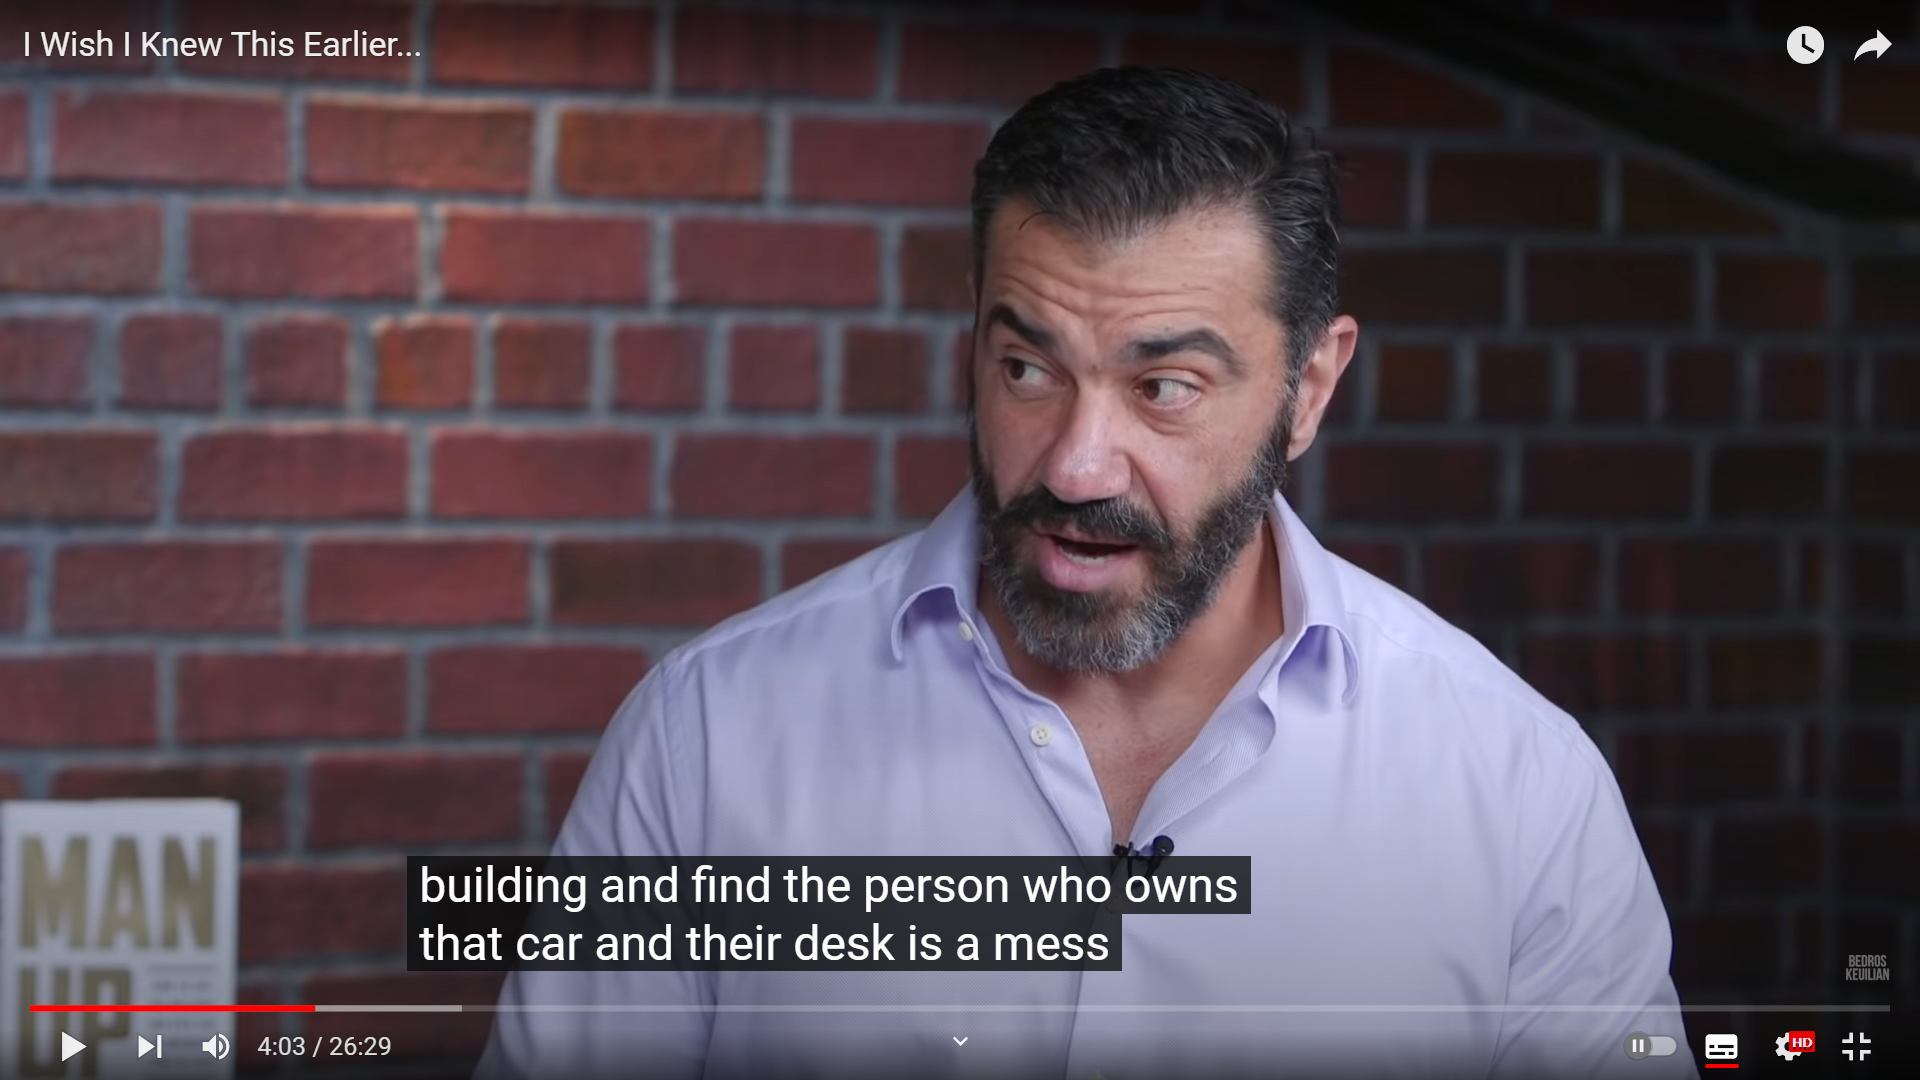 I Wish I Knew This Earlier...
MAN
UP
building and find the person who owns
that car and their desk is a mess
BEDROS
KEUILIAN
4:03 / 26:29
HD